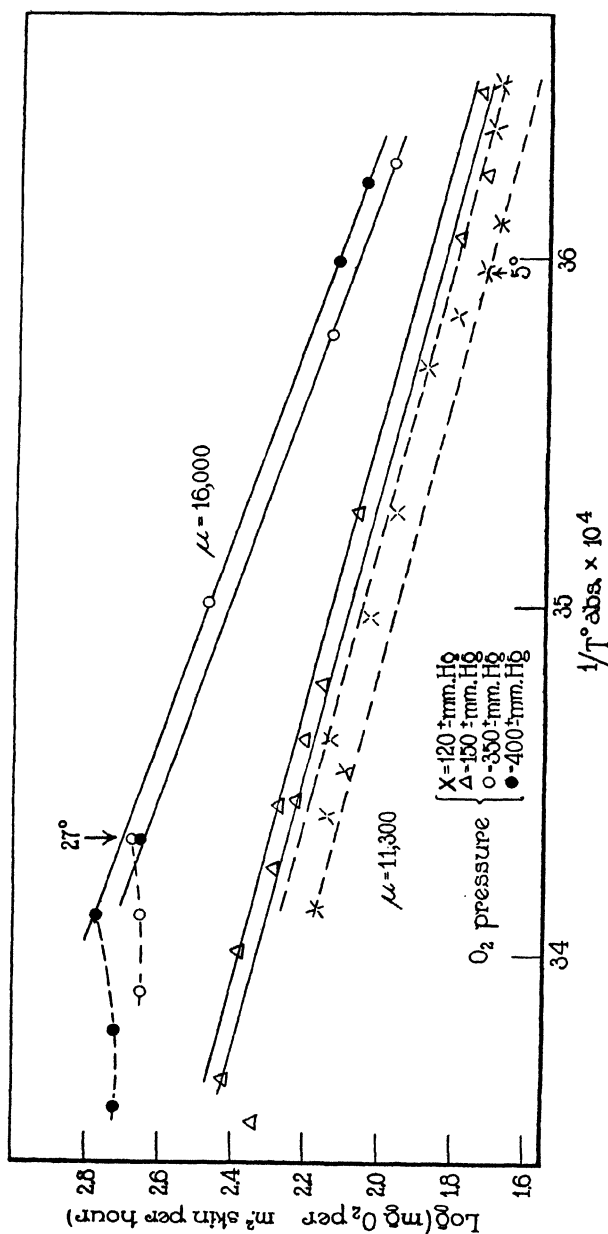 Log(mg. O₂ per m² skin per hour)
2.8
2.6
2.4
2.2
2.0
1.8
1.6
27°
μ = 16,000
μ = 11,300
5°
O₂ pressure
X = 120 ± mm. Hg
△ = 150 ± mm. Hg
○ = 350 ± mm. Hg
● = 400 ± mm. Hg
34
35
36
1/T° abs. × 10⁴